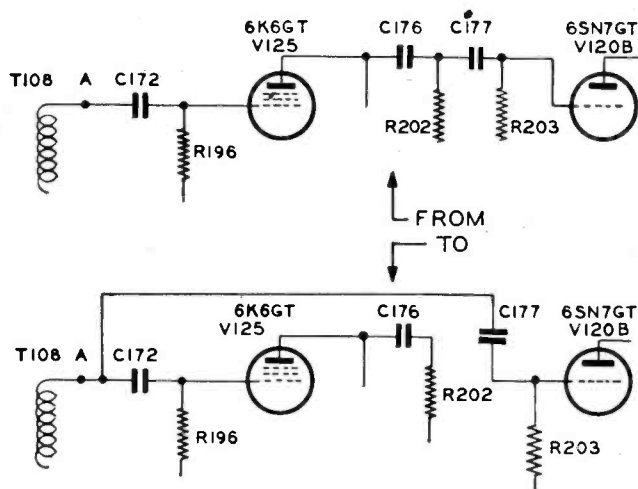 6K6GT
V125
C176
C177
6SN7GT
V120B
T108
A
C172
R196
R202
R203
FROM
TO
6K6GT
V125
C176
C177
6SN7GT
V120B
T108
A
C172
R196
R202
R203